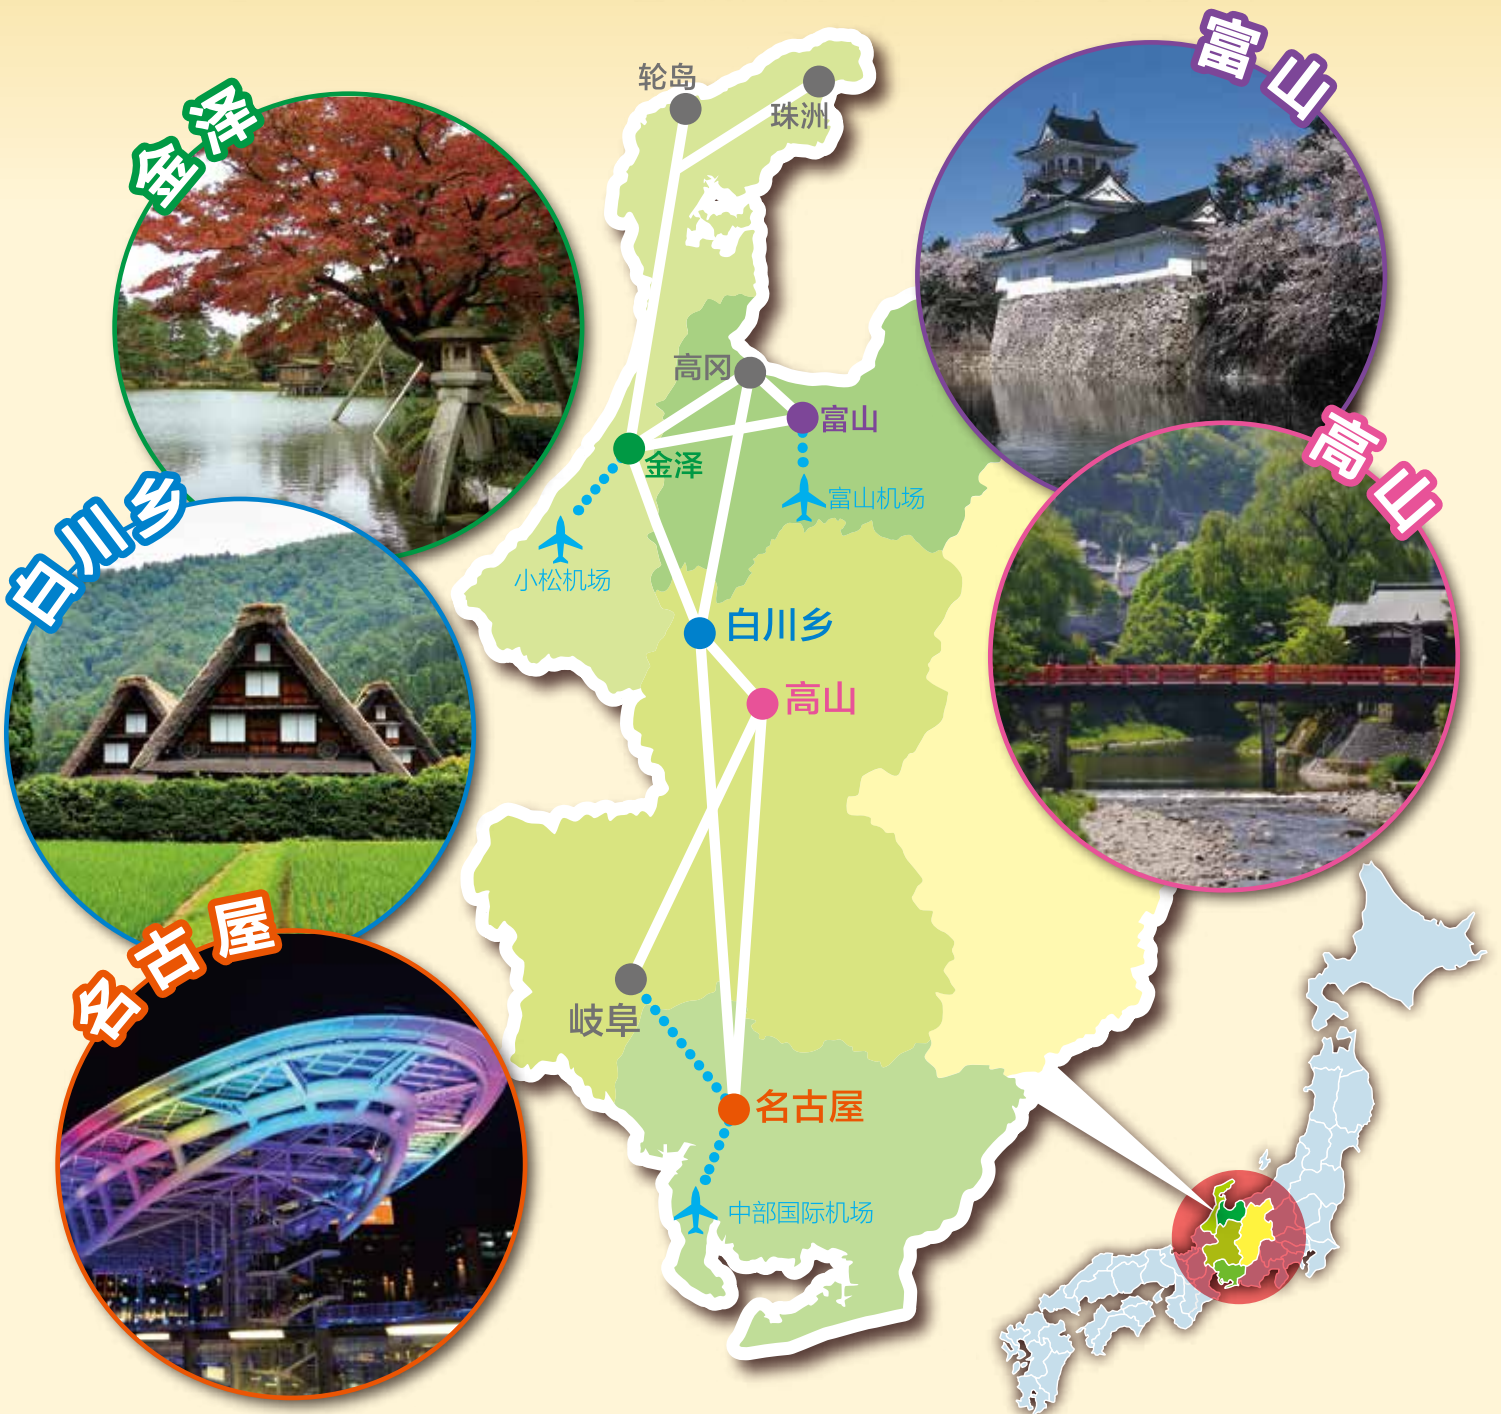 轮岛
珠洲
富山
金泽
高冈
富山
金泽
高山
富山机场
白川乡
小松机场
白川乡
高山
名古屋
岐阜
名古屋
中部国际机场